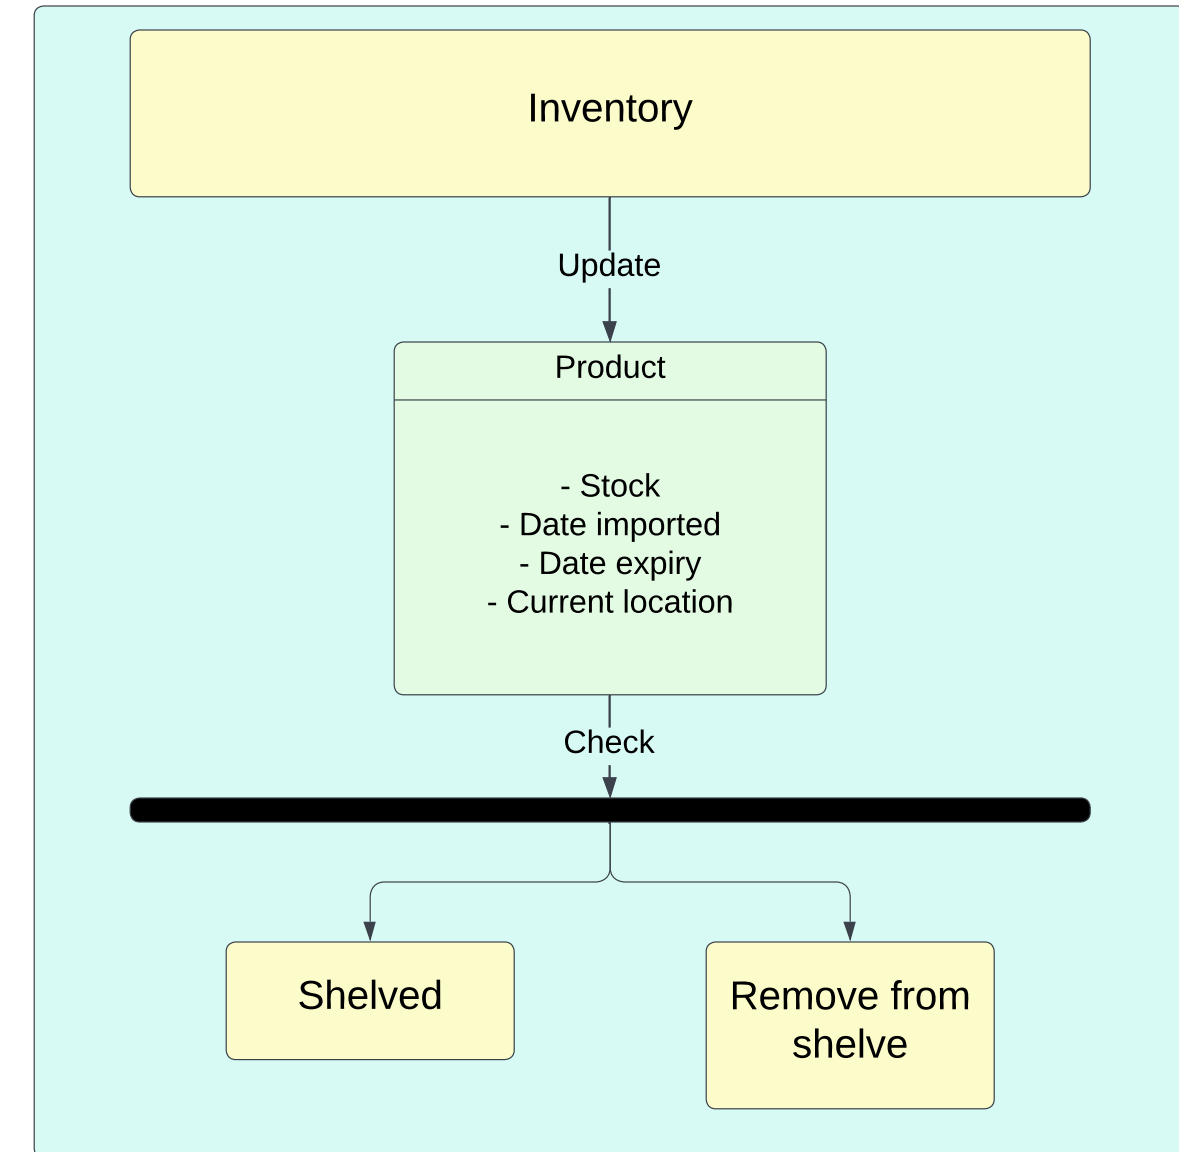 Inventory
Update
Product
- Stock
- Date imported
- Date expiry
- Current location
Check
Shelved
Remove from
shelve